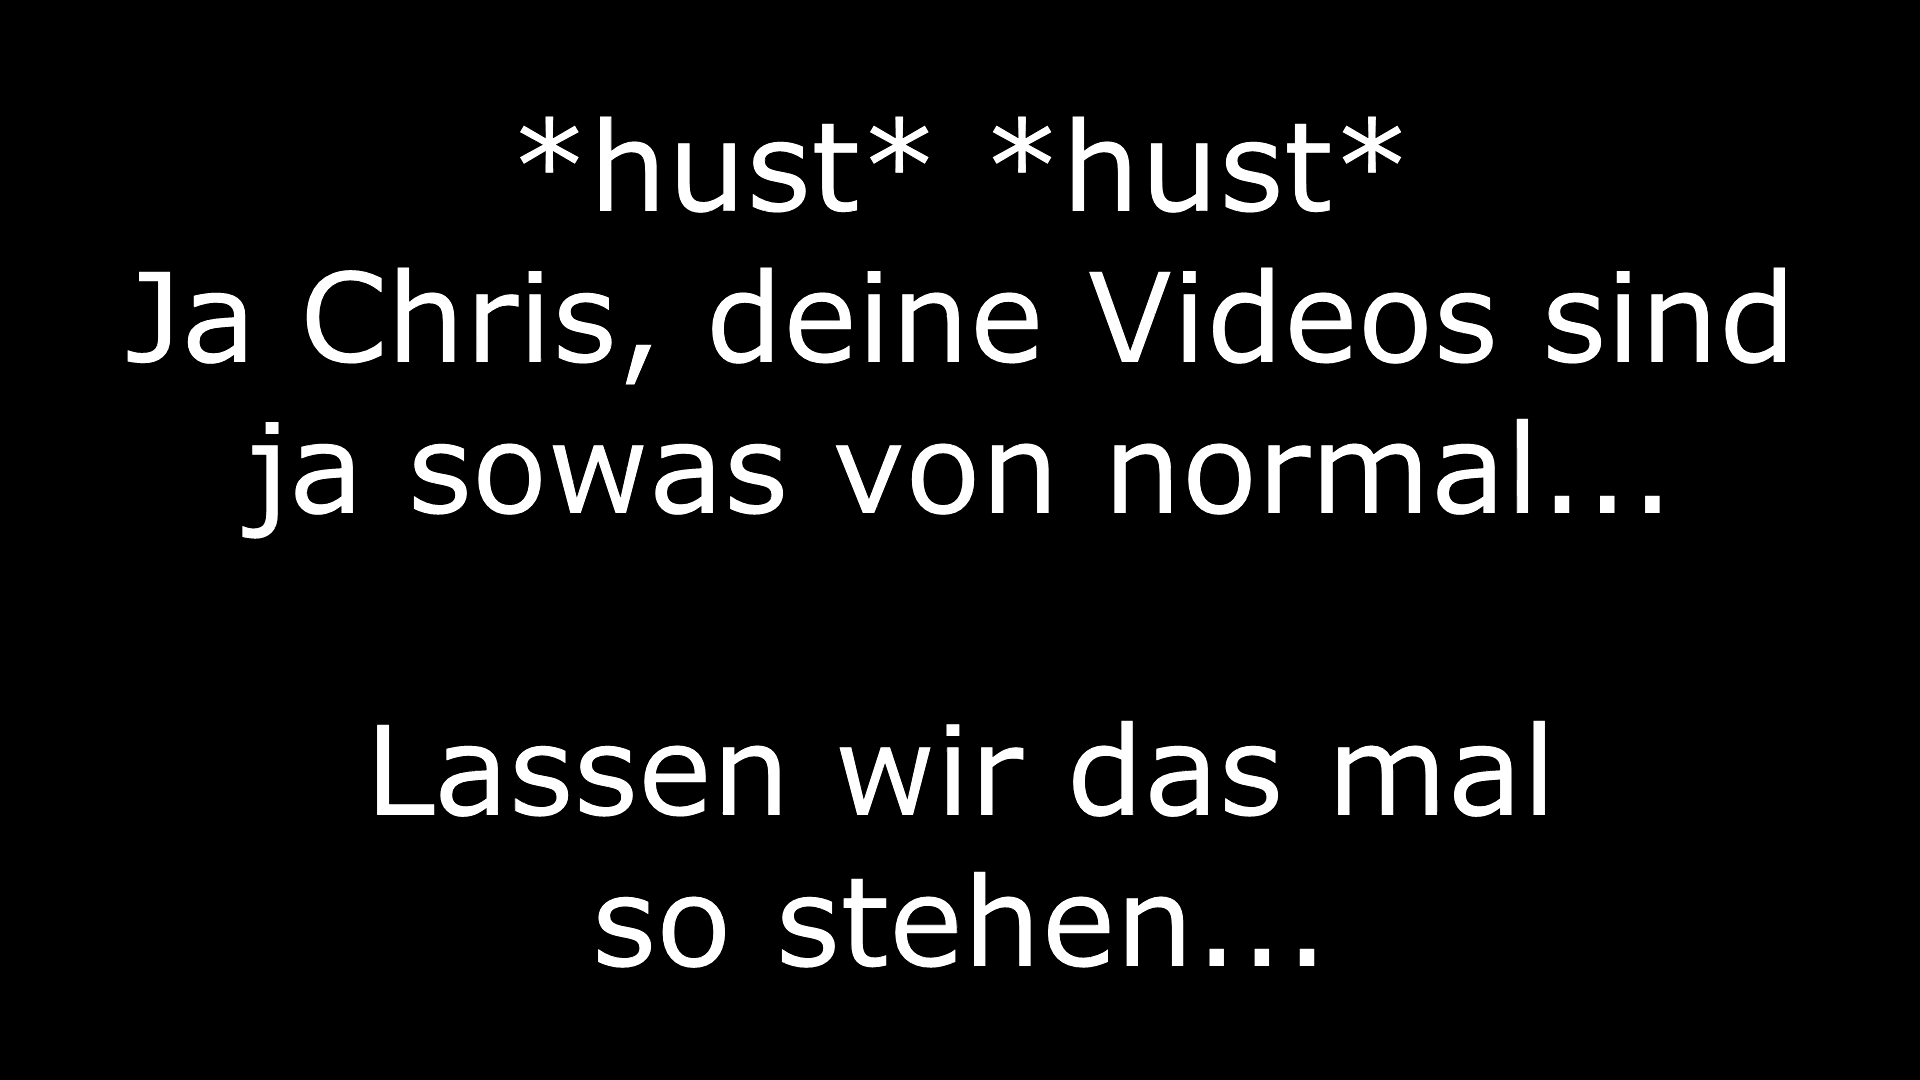 *hust* *hust*
Ja Chris, deine Videos sind
ja sowas von normal...
Lassen wir das mal
so stehen...